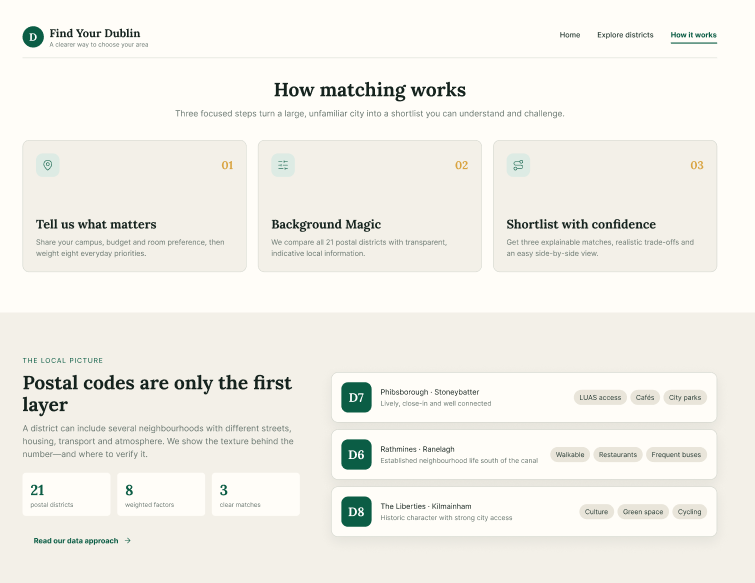 D
Find Your Dublin
A clearer way to choose your area
Home
Explore districts
How it works
How matching works
Three focused steps turn a large, unfamiliar city into a shortlist you can understand and challenge.
01
Tell us what matters
Share your campus, budget and room preference, then
weight eight everyday priorities.
02
Background Magic
We compare all 21 postal districts with transparent,
indicative local information.
03
Shortlist with confidence
Get three explainable matches, realistic trade-offs and
an easy side-by-side view.
THE LOCAL PICTURE
Postal codes are only the first
layer
A district can include several neighbourhoods with different streets,
housing, transport and atmosphere. We show the texture behind the
number—and where to verify it.
21
postal districts
8
weighted factors
3
clear matches
Read our data approach →
D7
Phibsborough · Stoneybatter
Lively, close-in and well connected
LUAS access
Cafés
City parks
D6
Rathmines · Ranelagh
Established neighbourhood life south of the canal
Walkable
Restaurants
Frequent buses
D8
The Liberties · Kilmainham
Historic character with strong city access
Culture
Green space
Cycling